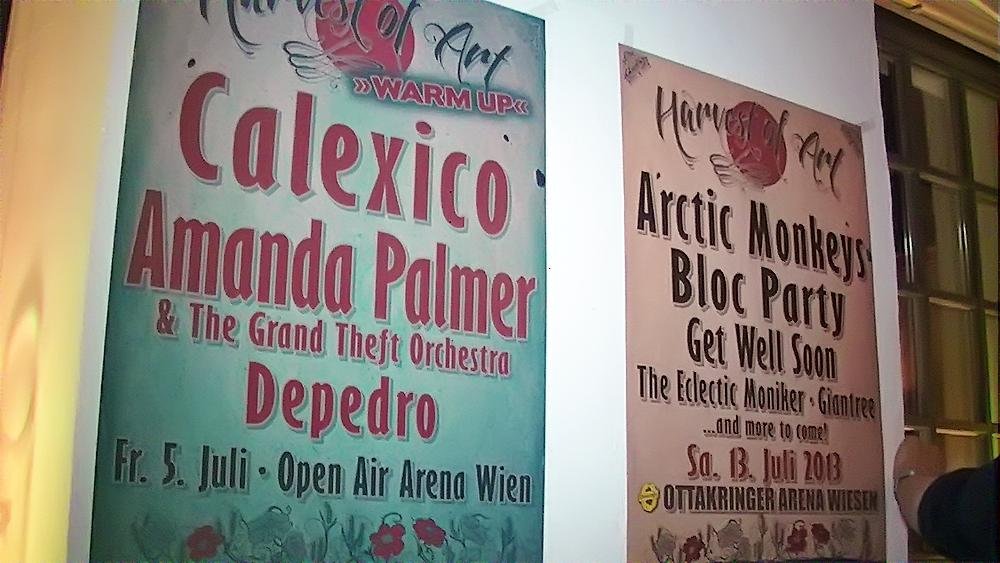 Harvest of Art
»WARM UP«
Calexico
Amanda Palmer
& The Grand Theft Orchestra
Depedro
Fr. 5. Juli · Open Air Arena Wien
Harvest of Art
Arctic Monkeys
Bloc Party
Get Well Soon
The Eclectic Moniker · Giantree
...and more to come!
Sa. 13. Juli 2013
OTTAKRINGER ARENA WIESEN